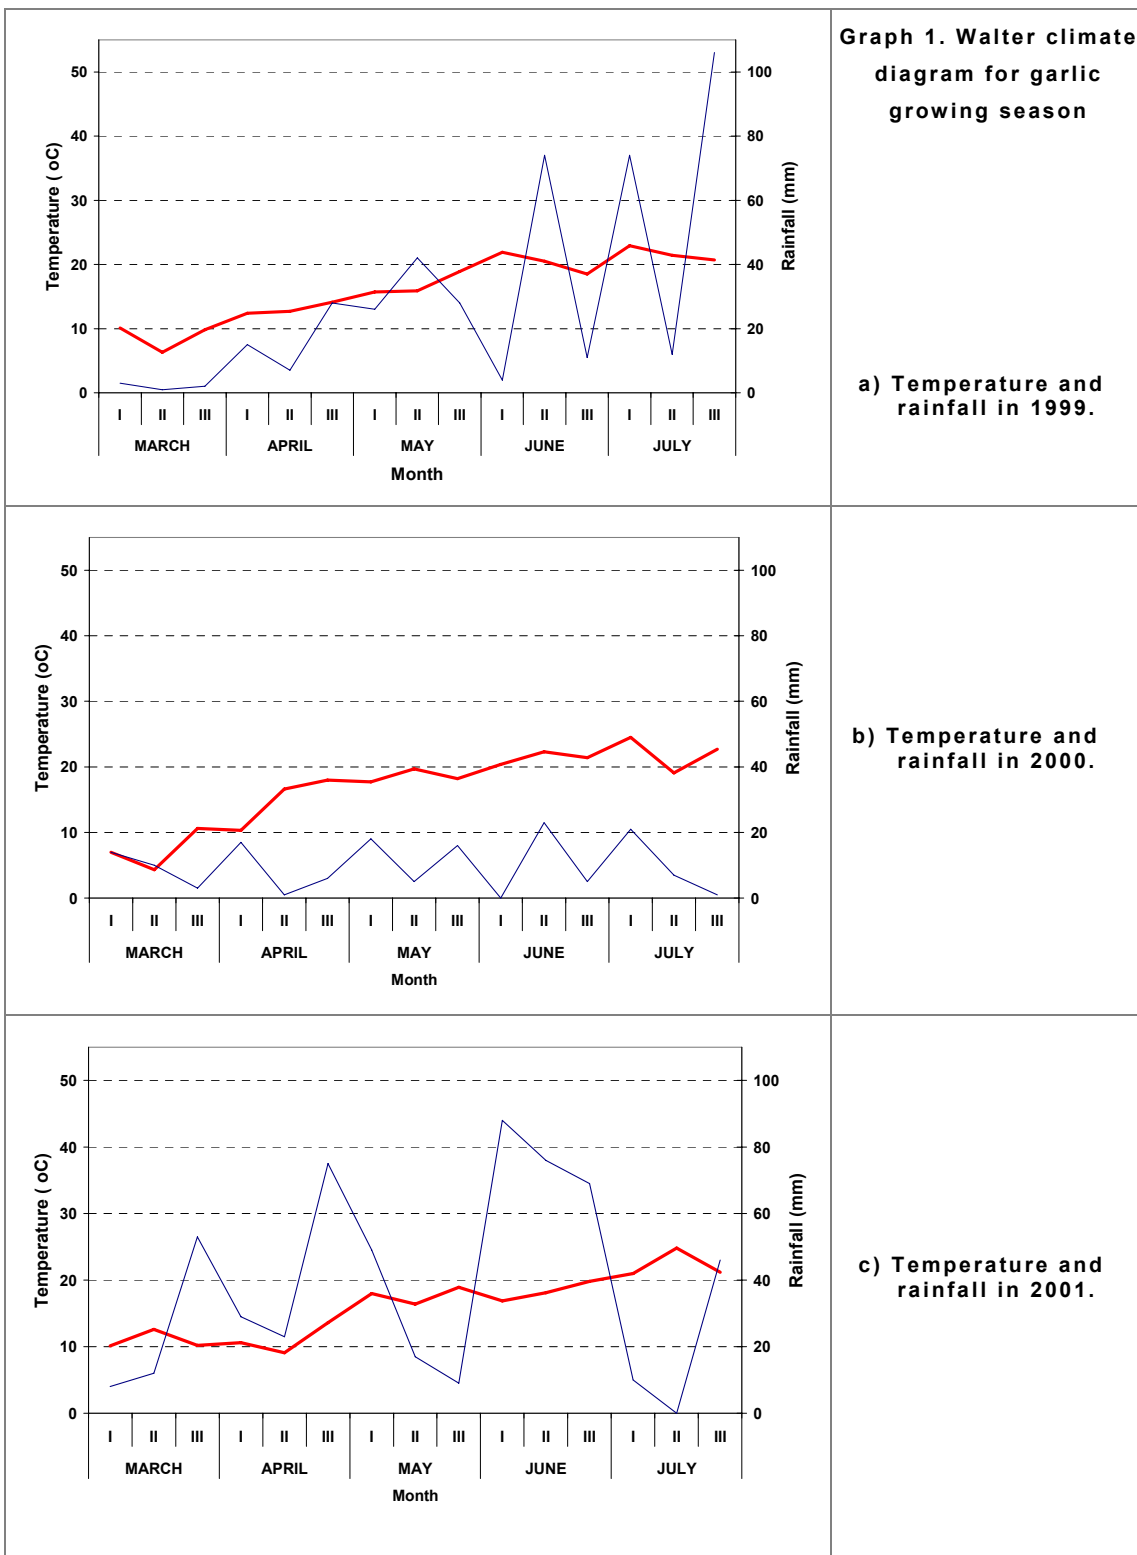 Graph 1. Walter climate
diagram for garlic
growing season
Temperature ( oC)
50
40
30
20
10
0
100
80
60
40
20
0
Rainfall (mm)
I II III I II III I II III I II III I II III
MARCH APRIL MAY JUNE JULY
Month
a) Temperature and
rainfall in 1999.
Temperature (oC)
50
40
30
20
10
0
100
80
60
40
20
0
Rainfall (mm)
I II III I II III I II III I II III I II III
MARCH APRIL MAY JUNE JULY
Month
b) Temperature and
rainfall in 2000.
Temperature ( oC)
50
40
30
20
10
0
100
80
60
40
20
0
Rainfall (mm)
I II III I II III I II III I II III I II III
MARCH APRIL MAY JUNE JULY
Month
c) Temperature and
rainfall in 2001.